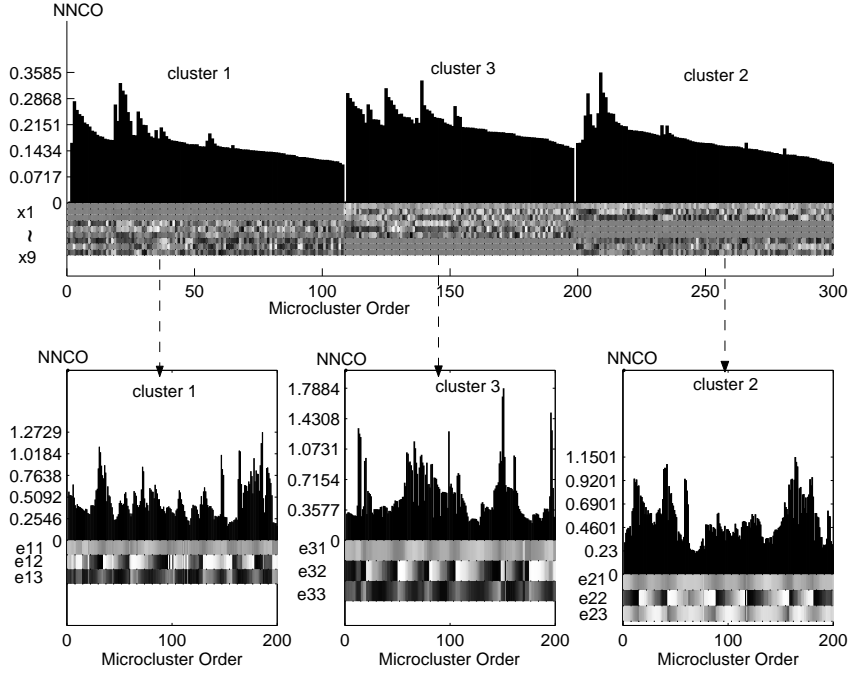 NNCO
cluster 1
cluster 3
cluster 2
0.3585
0.2868
0.2151
0.1434
0.0717
0
x1
~
x9
0 50 100 150 200 250 300
Microcluster Order
NNCO
cluster 1
1.2729
1.0184
0.7638
0.5092
0.2546
0
e11
e12
e13
0 100 200
Microcluster Order
NNCO
cluster 3
1.7884
1.4308
1.0731
0.7154
0.3577
0
e31
e32
e33
0 100 200
Microcluster Order
NNCO
cluster 2
1.1501
0.9201
0.6901
0.4601
0.23
0
e21
e22
e23
0 100 200
Microcluster Order